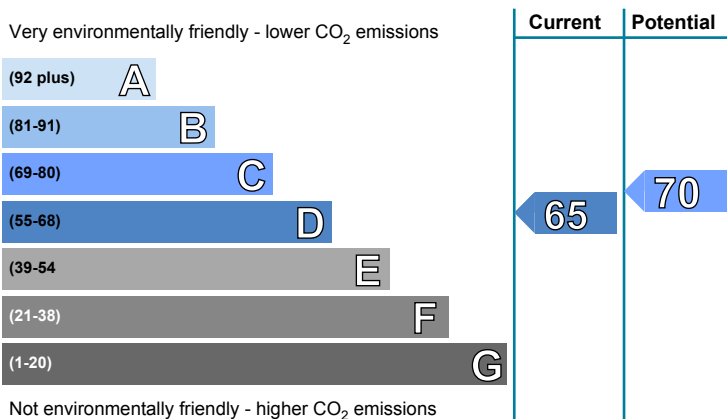 Current Potential
Very environmentally friendly - lower CO2 emissions
(92 plus) A
(81-91) B
(69-80) C
70
(55-68) D
65
(39-54 E
(21-38) F
(1-20) G
Not environmentally friendly - higher CO2 emissions